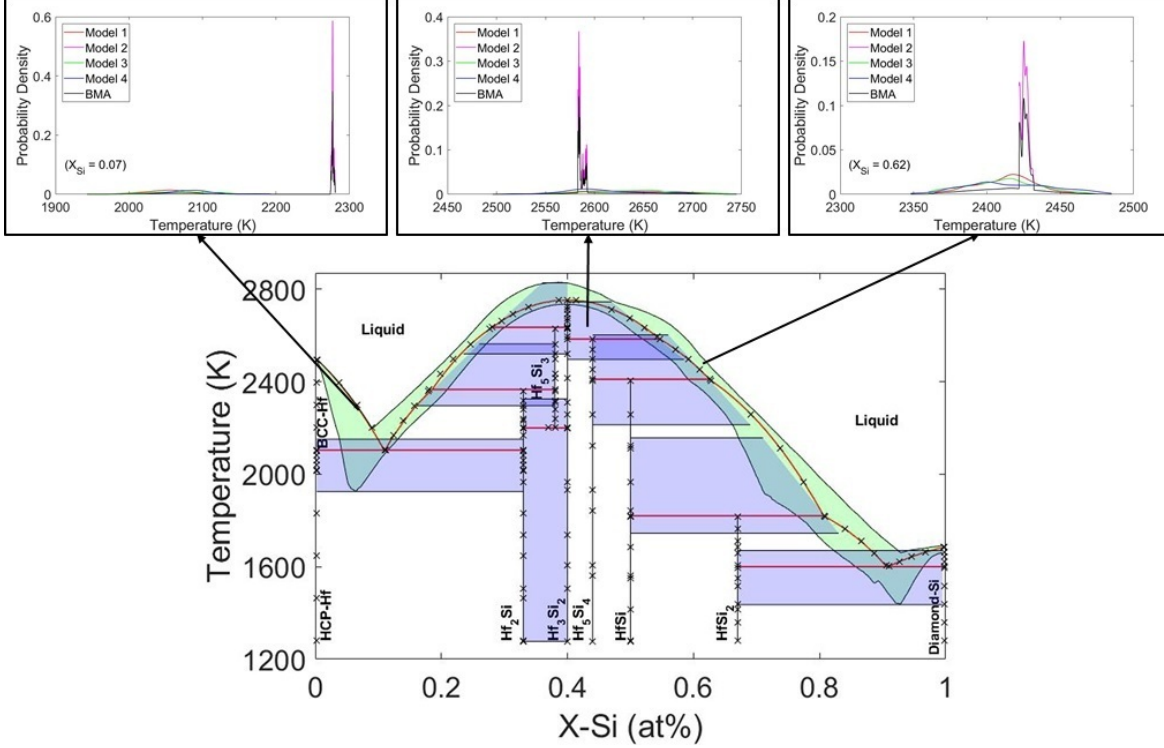 0.6
0.4
0.2
0
Probability Density
Model 1
Model 2
Model 3
Model 4
BMA
(X_Si = 0.07)
1900 2000 2100 2200 2300
Temperature (K)
0.4
0.3
0.2
0.1
0
Probability Density
Model 1
Model 2
Model 3
Model 4
BMA
2450 2500 2550 2600 2650 2700 2750
Temperature (K)
0.2
0.15
0.1
0.05
0
Probability Density
Model 1
Model 2
Model 3
Model 4
BMA
(X_Si = 0.62)
2300 2350 2400 2450 2500
Temperature (K)
2800
2400
2000
1600
1200
Temperature (K)
Liquid
Liquid
BCC-Hf
HCP-Hf
Hf2Si
Hf5Si3
Hf3Si2
Hf5Si4
HfSi
HfSi2
Diamond-Si
0 0.2 0.4 0.6 0.8 1
X-Si (at%)